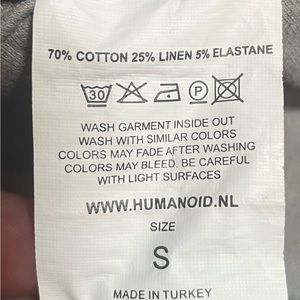 70% COTTON 25% LINEN 5% ELASTANE
30 P
WASH GARMENT INSIDE OUT
WASH WITH SIMILAR COLORS
COLORS MAY FADE AFTER WASHING
COLORS MAY BLEED. BE CAREFUL
WITH LIGHT SURFACES
WWW.HUMANOID.NL
SIZE
S
MADE IN TURKEY